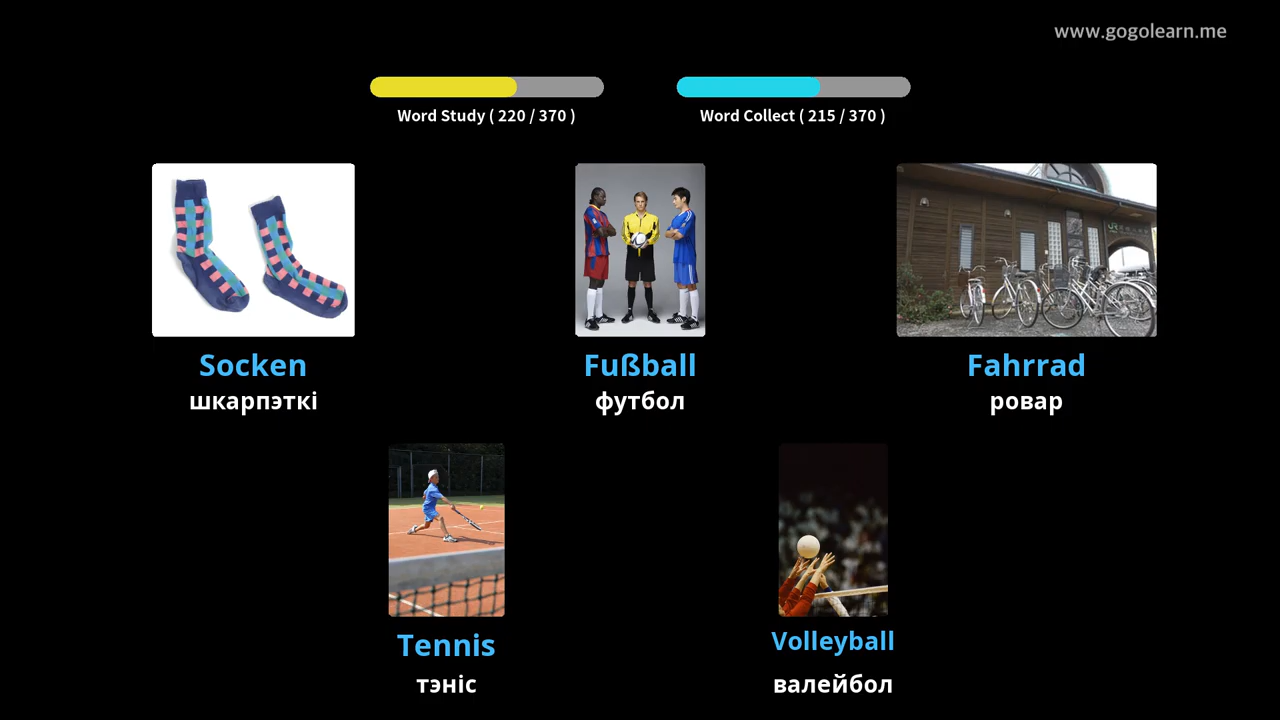 www.gogolearn.me
Word Study ( 220 / 370 )
Word Collect ( 215 / 370 )
Socken
Fußball
Fahrrad
шкарпэткі
футбол
ровар
Tennis
Volleyball
тэніс
валейбол